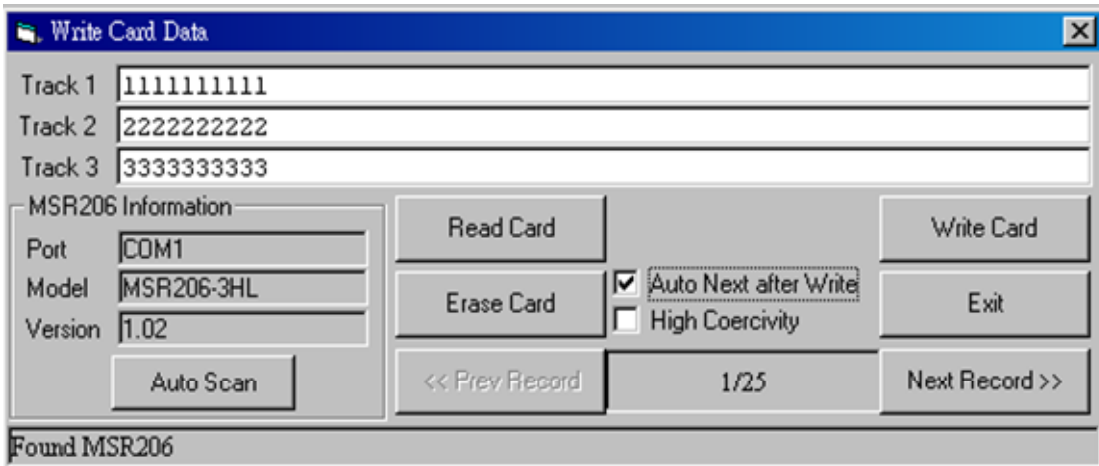 Write Card Data
Track 1 1111111111
Track 2 2222222222
Track 3 3333333333
MSR206 Information
Port COM1
Model MSR206-3HL
Version 1.02
Auto Scan
Read Card
Write Card
Erase Card
Auto Next after Write
High Coercivity
Exit
<< Prev Record
1/25
Next Record >>
Found MSR206